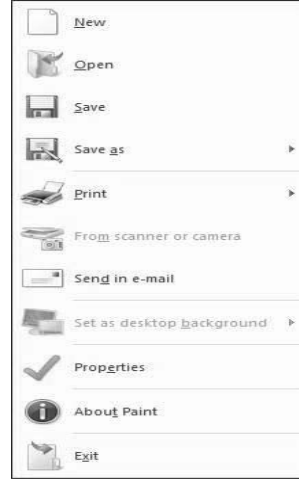 New
Open
Save
Save as
Print
From scanner or camera
Send in e-mail
Set as desktop background
Properties
About Paint
Exit